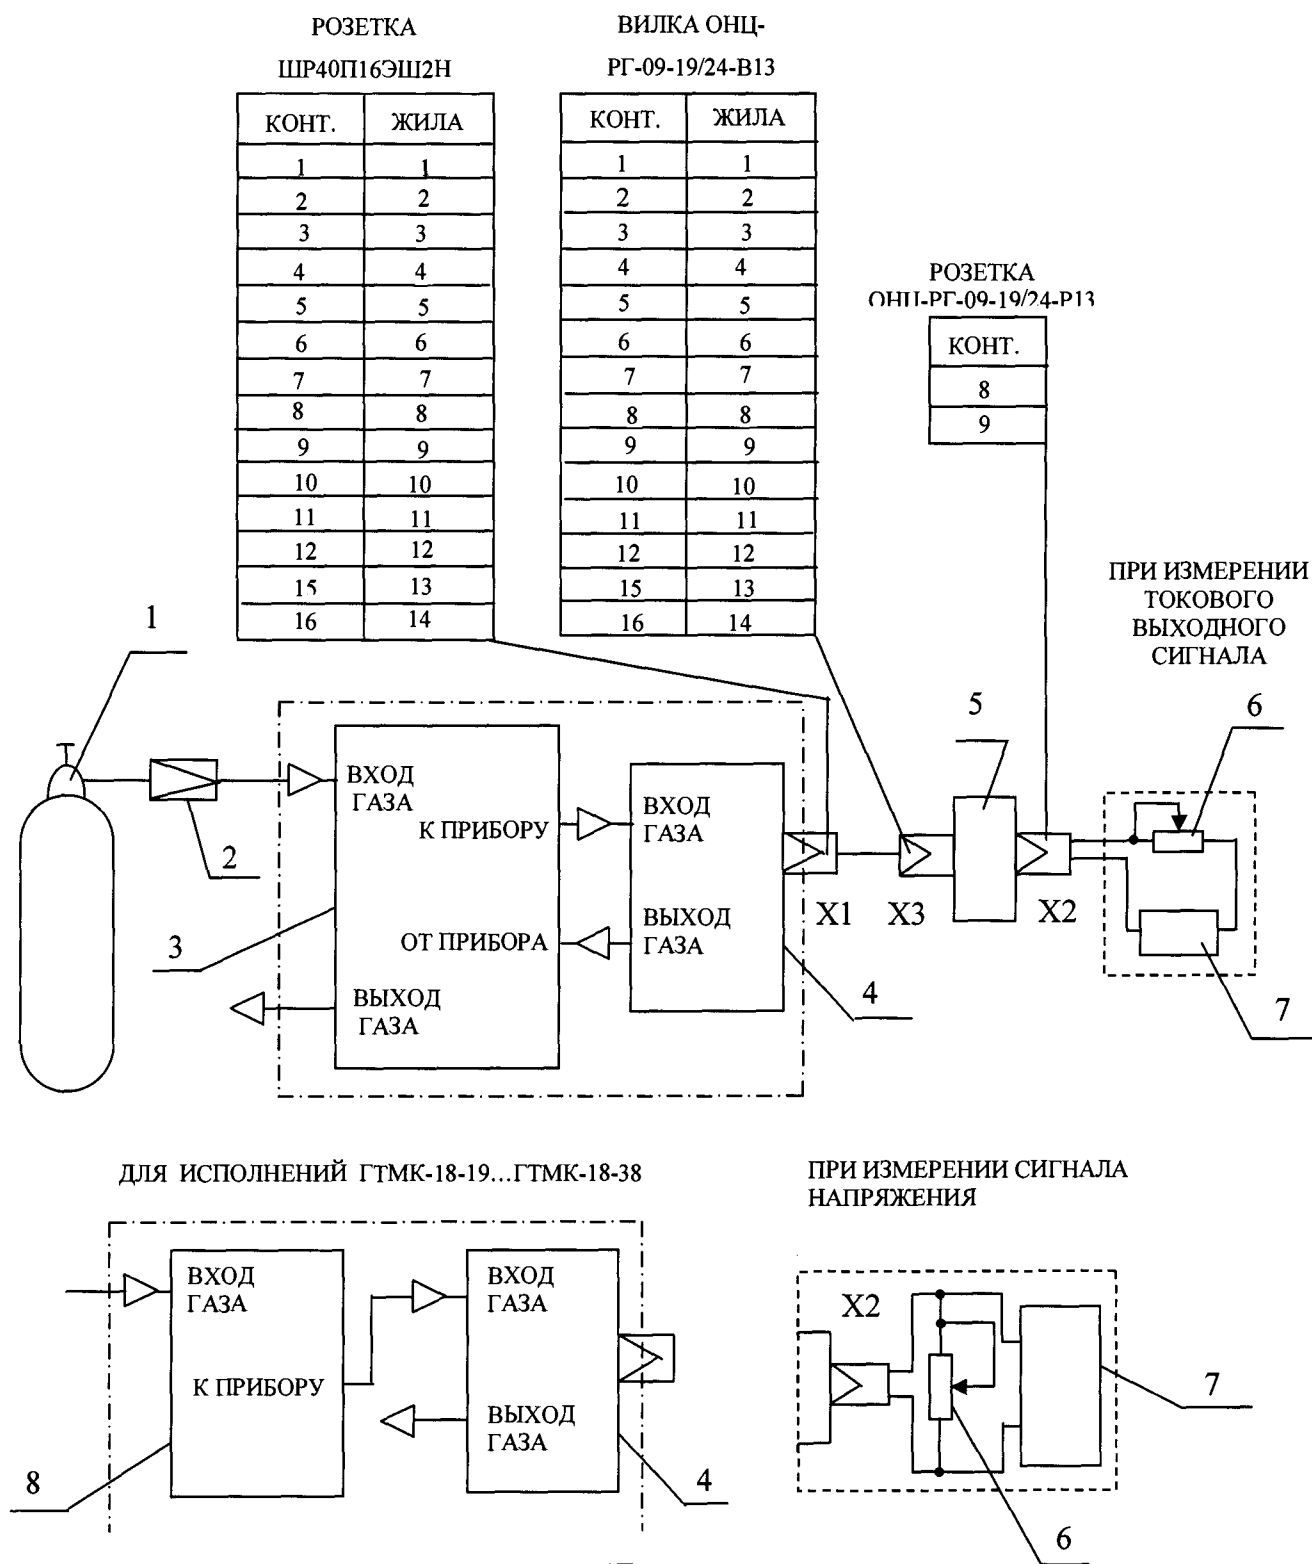 РОЗЕТКА
ШР40П16ЭШ2Н
КОНТ. ЖИЛА
1 1
2 2
3 3
4 4
5 5
6 6
7 7
8 8
9 9
10 10
11 11
12 12
15 13
16 14
ВИЛКА ОНЦ-
РГ-09-19/24-В13
КОНТ. ЖИЛА
1 1
2 2
3 3
4 4
5 5
6 6
7 7
8 8
9 9
10 10
11 11
12 12
15 13
16 14
РОЗЕТКА
ОНЦ-РГ-09-19/24-Р13
КОНТ.
8
9
ПРИ ИЗМЕРЕНИИ
ТОКОВОГО
ВЫХОДНОГО
СИГНАЛА
1
2
3
ВХОД
ГАЗА
К ПРИБОРУ
ОТ ПРИБОРА
ВЫХОД
ГАЗА
ВХОД
ГАЗА
ВЫХОД
ГАЗА
4
X1
X3
5
X2
6
7
ДЛЯ ИСПОЛНЕНИЙ ГТМК-18-19...ГТМК-18-38
ВХОД
ГАЗА
К ПРИБОРУ
8
ВХОД
ГАЗА
ВЫХОД
ГАЗА
4
ПРИ ИЗМЕРЕНИИ СИГНАЛА
НАПРЯЖЕНИЯ
X2
7
6